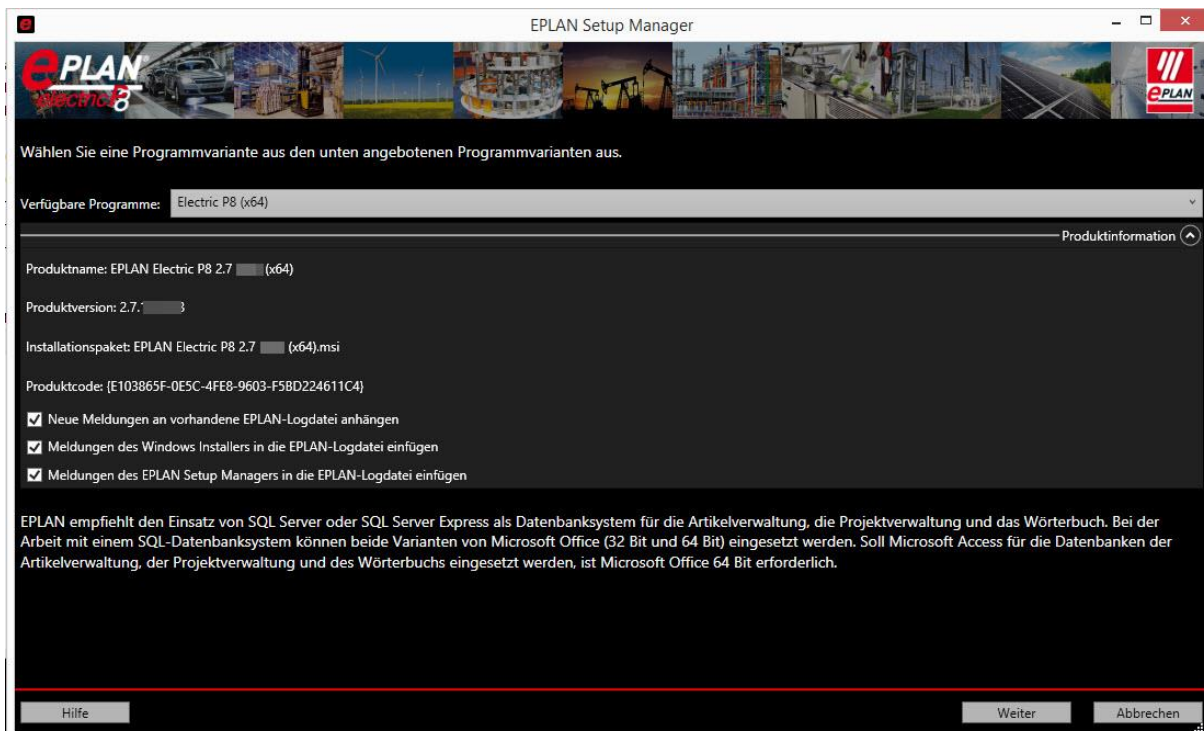 EPLAN Setup Manager
ePLAN
electric P8
ePLAN
Wählen Sie eine Programmvariante aus den unten angebotenen Programmvarianten aus.
Verfügbare Programme: Electric P8 (x64)
Produktinformation
Produktname: EPLAN Electric P8 2.7 (x64)
Produktversion: 2.7.
Installationspaket: EPLAN Electric P8 2.7 (x64).msi
Produktcode: {E103865F-0E5C-4FE8-9603-F5BD224611C4}
Neue Meldungen an vorhandene EPLAN-Logdatei anhängen
Meldungen des Windows Installers in die EPLAN-Logdatei einfügen
Meldungen des EPLAN Setup Managers in die EPLAN-Logdatei einfügen
EPLAN empfiehlt den Einsatz von SQL Server oder SQL Server Express als Datenbanksystem für die Artikelverwaltung, die Projektverwaltung und das Wörterbuch. Bei der
Arbeit mit einem SQL-Datenbanksystem können beide Varianten von Microsoft Office (32 Bit und 64 Bit) eingesetzt werden. Soll Microsoft Access für die Datenbanken der
Artikelverwaltung, der Projektverwaltung und des Wörterbuchs eingesetzt werden, ist Microsoft Office 64 Bit erforderlich.
Hilfe
Weiter
Abbrechen